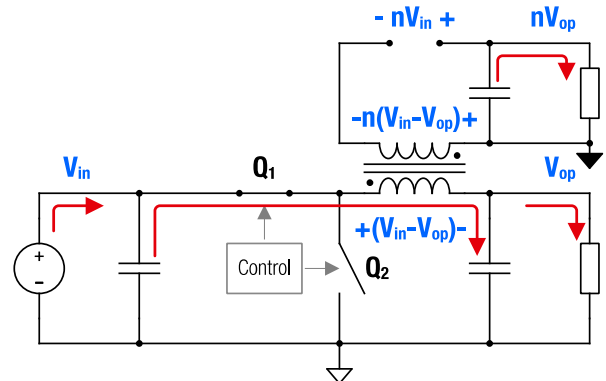 - nVin +
nVop
-n(Vin-Vop)+
Vin
Q1
Vop
+(Vin-Vop)-
Control
Q2
+
-